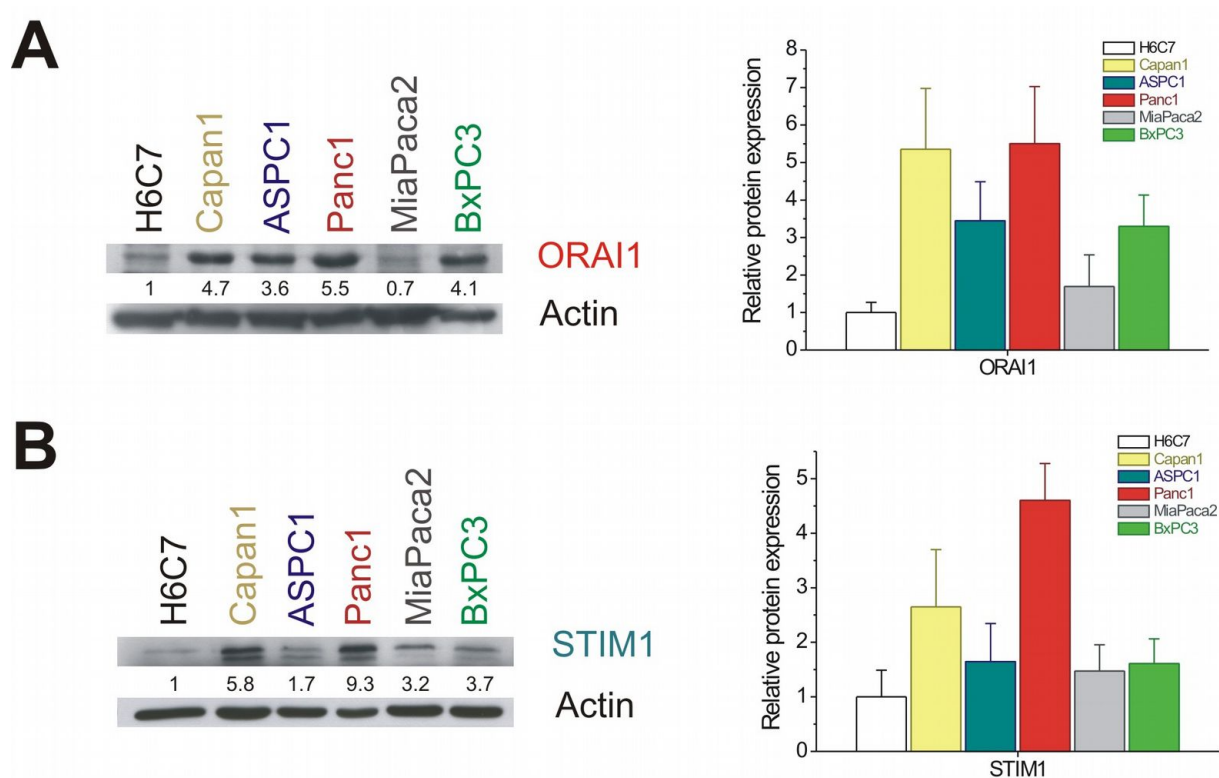 A
H6C7
Capan1
ASPC1
Panc1
MiaPaca2
BxPC3
ORAI1
1 4.7 3.6 5.5 0.7 4.1
Actin
Relative protein expression
8
7
6
5
4
3
2
1
0
ORAI1
H6C7
Capan1
ASPC1
Panc1
MiaPaca2
BxPC3
B
H6C7
Capan1
ASPC1
Panc1
MiaPaca2
BxPC3
STIM1
1 5.8 1.7 9.3 3.2 3.7
Actin
Relative protein expression
5
4
3
2
1
0
STIM1
H6C7
Capan1
ASPC1
Panc1
MiaPaca2
BxPC3